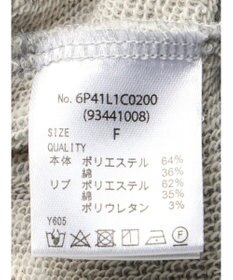 No. 6P41L1C0200
(93441008)
SIZE
F
QUALITY
本体 ポリエステル 64%
綿 36%
リブ ポリエステル 62%
綿 35%
ポリウレタン 3%
Y605